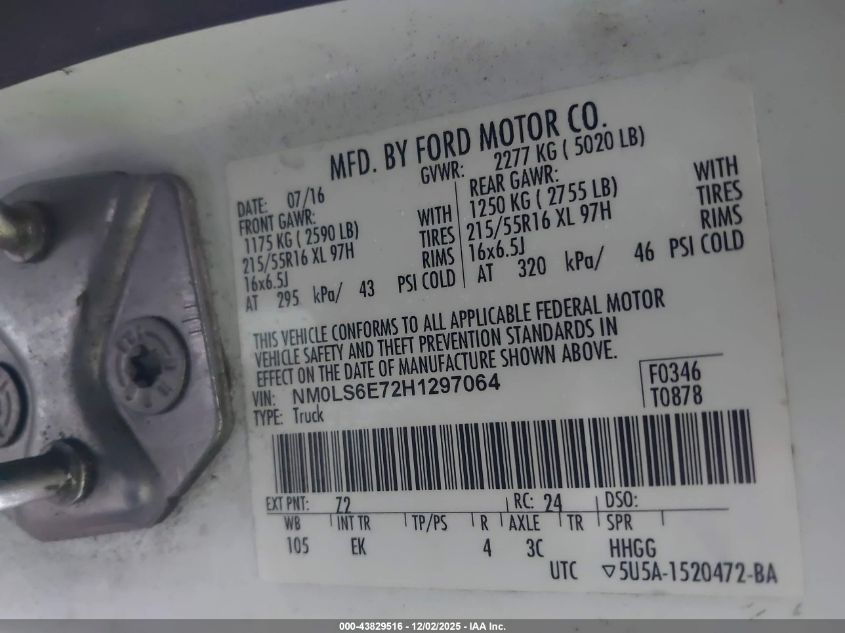 MFD. BY FORD MOTOR CO.
DATE: 07/16
GVWR: 2277 KG ( 5020 LB)
FRONT GAWR:
1175 KG ( 2590 LB) WITH
215/55R16 XL 97H TIRES
16x6.5J RIMS
AT 295 kPa/ 43 PSI COLD
REAR GAWR:
1250 KG ( 2755 LB) WITH
215/55R16 XL 97H TIRES
16x6.5J RIMS
AT 320 kPa/ 46 PSI COLD
THIS VEHICLE CONFORMS TO ALL APPLICABLE FEDERAL MOTOR
VEHICLE SAFETY AND THEFT PREVENTION STANDARDS IN
EFFECT ON THE DATE OF MANUFACTURE SHOWN ABOVE.
VIN: NM0LS6E72H1297064
TYPE: Truck
F0346
T0878
EXT PNT: Z2 RC: 24 DSO:
WB INT TR TP/PS R AXLE TR SPR
105 EK 4 3C HHGG
UTC ▽5U5A-1520472-BA
000-43829516 - 12/02/2025 - IAA Inc.